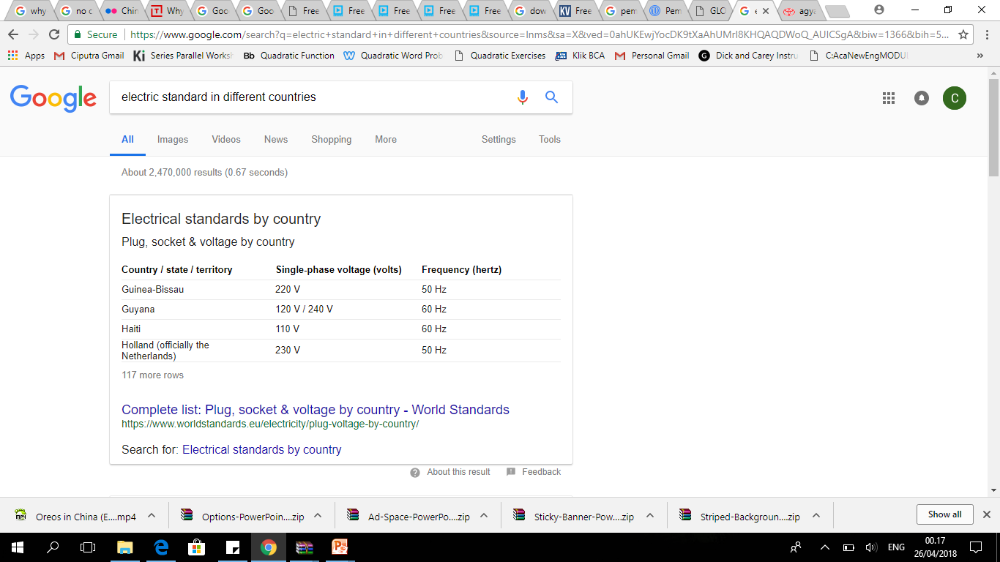 why
no c
Chin
Why
Goo
Goo
Free
Free
Free
Free
Free
dow
Free
pem
Pem
GLO
e
agya
Secure
https://www.google.com/search?q=electric+standard+in+different+countries&source=lnms&sa=X&ved=0ahUKEwjYocDK9tXaAhUMrI8KHQAQDWoQ_AUICSgA&biw=1366&bih=5...
Apps
Ciputra Gmail
Ki Series Parallel Worksh
Bb Quadratic Function
Quadratic Word Prob
Quadratic Exercises
Klik BCA
Personal Gmail
G Dick and Carey Instru
C:AcaNewEngMODU
»
Google
electric standard in different countries
C
All Images Videos News Shopping More Settings Tools
About 2,470,000 results (0.67 seconds)
Electrical standards by country
Plug, socket & voltage by country
Country / state / territory Single-phase voltage (volts) Frequency (hertz)
Guinea-Bissau 220 V 50 Hz
Guyana 120 V / 240 V 60 Hz
Haiti 110 V 60 Hz
Holland (officially the
Netherlands) 230 V 50 Hz
117 more rows
Complete list: Plug, socket & voltage by country - World Standards
https://www.worldstandards.eu/electricity/plug-voltage-by-country/
Search for: Electrical standards by country
About this result Feedback
Oreos in China (E....mp4
Options-PowerPoin....zip
Ad-Space-PowerPo....zip
Sticky-Banner-Pow....zip
Striped-Backgroun....zip
Show all
ENG
00.17
26/04/2018